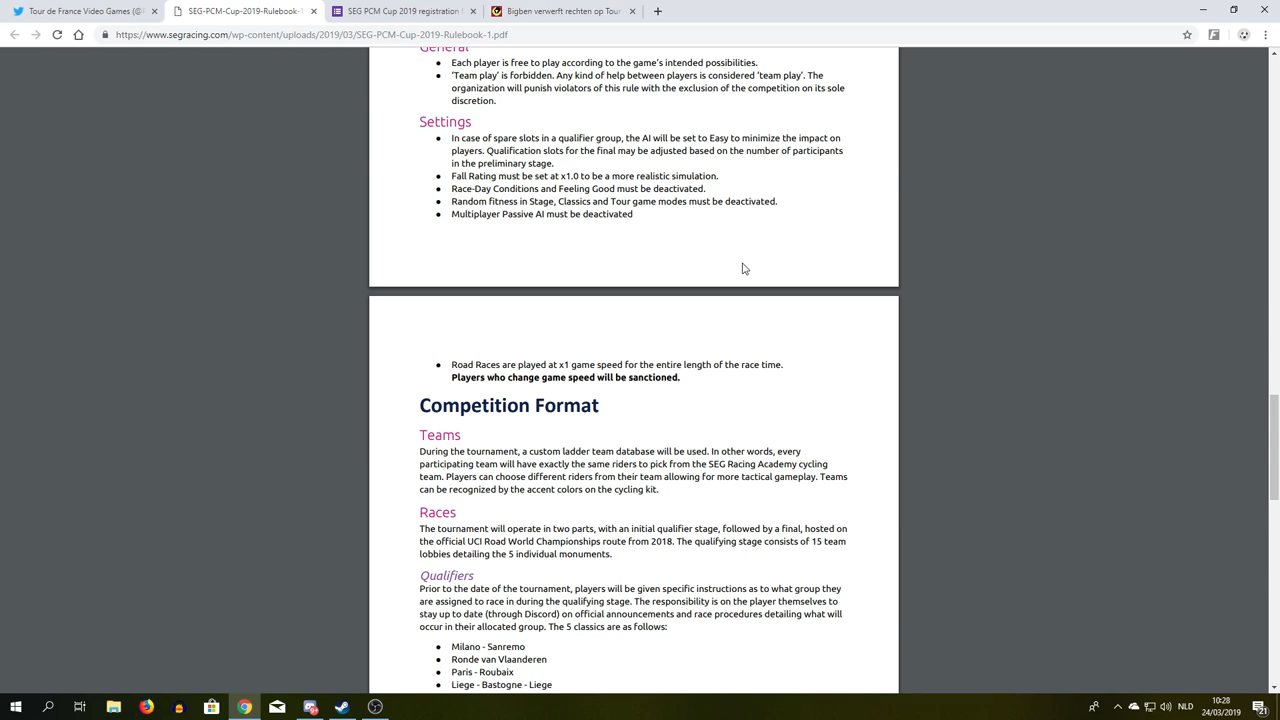 Tour de France Video Games (@P
SEG-PCM-Cup-2019-Rulebook-1.
SEG PCM Cup 2019 registration f
Bigben verwerft rechten op Tour
https://www.segracing.com/wp-content/uploads/2019/03/SEG-PCM-Cup-2019-Rulebook-1.pdf
General
● Each player is free to play according to the game's intended possibilities.
● 'Team play' is forbidden. Any kind of help between players is considered 'team play'. The
organization will punish violators of this rule with the exclusion of the competition on its sole
discretion.
Settings
● In case of spare slots in a qualifier group, the AI will be set to Easy to minimize the impact on
players. Qualification slots for the final may be adjusted based on the number of participants
in the preliminary stage.
● Fall Rating must be set at x1.0 to be a more realistic simulation.
● Race-Day Conditions and Feeling Good must be deactivated.
● Random fitness in Stage, Classics and Tour game modes must be deactivated.
● Multiplayer Passive AI must be deactivated
● Road Races are played at x1 game speed for the entire length of the race time.
Players who change game speed will be sanctioned.
Competition Format
Teams
During the tournament, a custom ladder team database will be used. In other words, every
participating team will have exactly the same riders to pick from the SEG Racing Academy cycling
team. Players can choose different riders from their team allowing for more tactical gameplay. Teams
can be recognized by the accent colors on the cycling kit.
Races
The tournament will operate in two parts, with an initial qualifier stage, followed by a final, hosted on
the official UCI Road World Championships route from 2018. The qualifying stage consists of 15 team
lobbies detailing the 5 individual monuments.
Qualifiers
Prior to the date of the tournament, players will be given specific instructions as to what group they
are assigned to race in during the qualifying stage. The responsibility is on the player themselves to
stay up to date (through Discord) on official announcements and race procedures detailing what will
occur in their allocated group. The 5 classics are as follows:
● Milano - Sanremo
● Ronde van Vlaanderen
● Paris - Roubaix
● Liege - Bastogne - Liege
NLD
10:28
24/03/2019
21